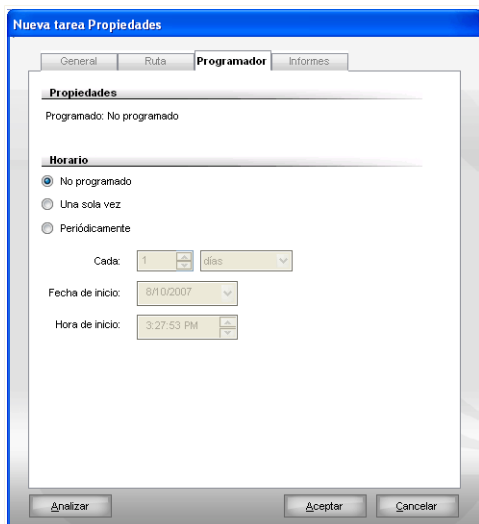 Nueva tarea Propiedades
General Ruta Programador Informes
Propiedades
Programado: No programado
Horario
No programado
Una sola vez
Periódicamente
Cada: 1 días
Fecha de inicio: 8/10/2007
Hora de inicio: 3:27:53 PM
Analizar Aceptar Cancelar